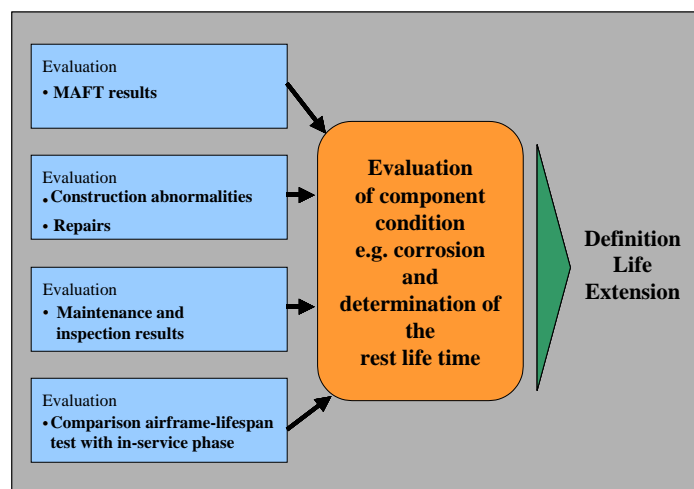 Evaluation
• MAFT results
Evaluation
• Construction abnormalities
• Repairs
Evaluation
• Maintenance and
inspection results
Evaluation
• Comparison airframe-lifespan
test with in-service phase
Evaluation
of component
condition
e.g. corrosion
and
determination of
the
rest life time
Definition
Life
Extension